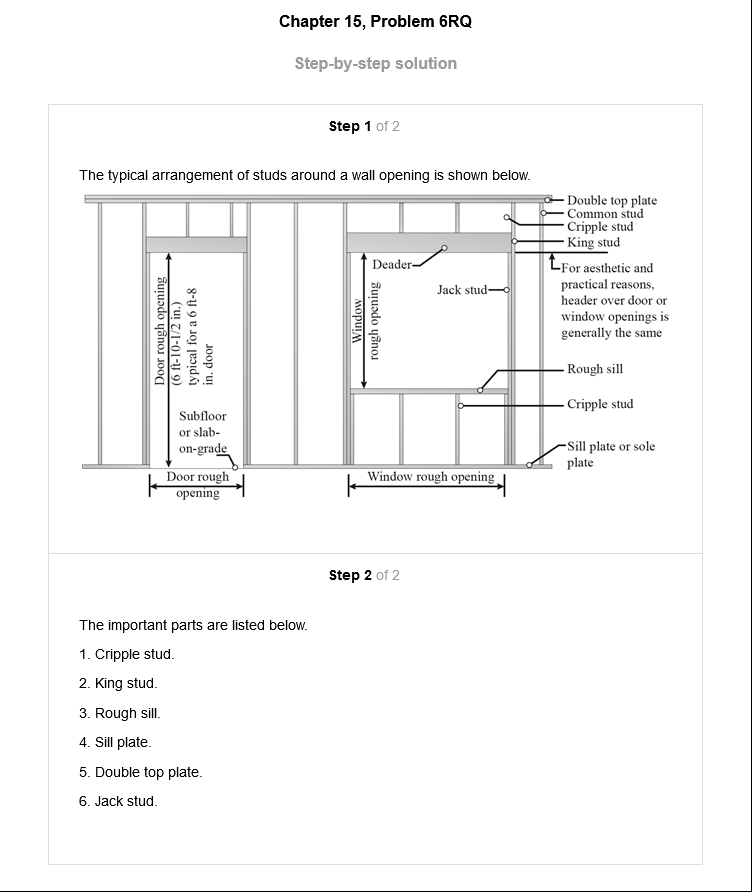 Chapter 15, Problem 6RQ
Step-by-step solution
Step 1 of 2
The typical arrangement of studs around a wall opening is shown below.
Double top plate
Common stud
Cripple stud
King stud
Deader
For aesthetic and
practical reasons,
header over door or
window openings is
generally the same
Jack stud
Door rough opening
(6 ft-10-1/2 in.)
typical for a 6 ft-8
in. door
Window
rough opening
Rough sill
Cripple stud
Subfloor
or slab-
on-grade
Sill plate or sole
plate
Door rough
opening
Window rough opening
Step 2 of 2
The important parts are listed below.
1. Cripple stud.
2. King stud.
3. Rough sill.
4. Sill plate.
5. Double top plate.
6. Jack stud.